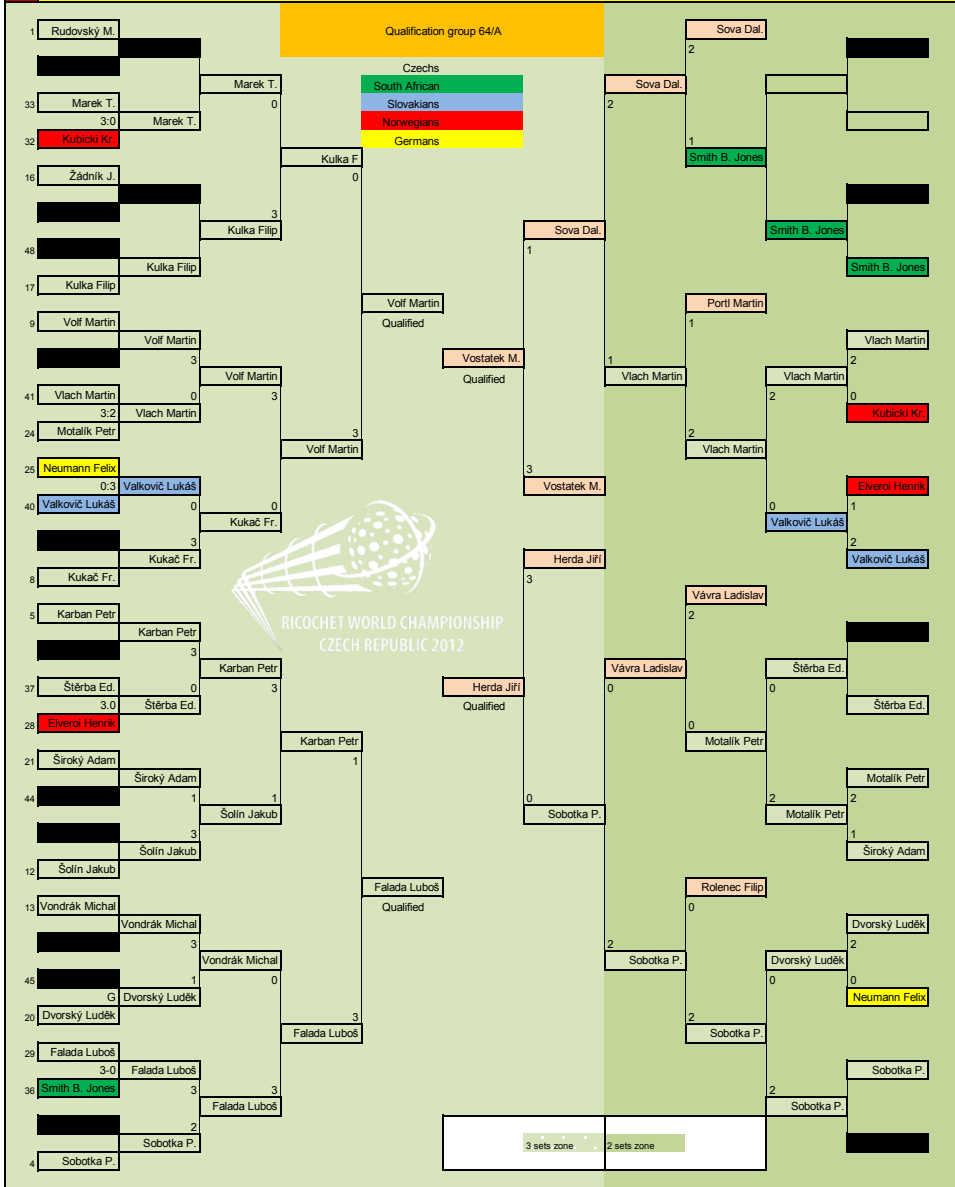 Qualification group 64/A
Czechs
South African
Slovakians
Norwegians
Germans
1 Rudovský M.
33 Marek T.
3:0
32 Kubicki Kr.
16 Žádník J.
48
17 Kulka Filip
9 Volf Martin
41 Vlach Martin
3:2
24 Motalík Petr
25 Neumann Felix
0:3
40 Valkovič Lukáš
8 Kukač Fr.
5 Karban Petr
37 Štěrba Ed.
3.0
28 Elveroi Henrik
21 Široký Adam
44
12 Šolín Jakub
13 Vondrák Michal
45
G
20 Dvorský Luděk
29 Falada Luboš
3-0
36 Smith B. Jones
4 Sobotka P.
Marek T.
Kulka Filip
Volf Martin
3
0
Vlach Martin
Valkovič Lukáš
0
3
Kukač Fr.
Karban Petr
3
0
Štěrba Ed.
Široký Adam
1
3
Šolín Jakub
Vondrák Michal
3
1
Dvorský Luděk
Falada Luboš
3
2
Sobotka P.
Marek T.
0
3
Kulka Filip
Volf Martin
3
0
Kukač Fr.
Karban Petr
3
1
Šolín Jakub
Vondrák Michal
0
3
Falada Luboš
Kulka F
0
3
Volf Martin
Karban Petr
1
3
Falada Luboš
Volf Martin
Qualified
Falada Luboš
Qualified
RICOCHET WORLD CHAMPIONSHIP
CZECH REPUBLIC 2012
Vostatek M.
Qualified
Herda Jiří
Qualified
Sova Dal.
1
3
Vostatek M.
Herda Jiří
3
0
Sobotka P.
Sova Dal.
2
1
Vlach Martin
Vávra Ladislav
0
2
Sobotka P.
Sova Dal.
2
1
Smith B. Jones
Portl Martin
1
2
Vlach Martin
Vávra Ladislav
2
0
Motalík Petr
Rolenec Filip
0
2
Sobotka P.
Smith B. Jones
Vlach Martin
2
0
Valkovič Lukáš
Štěrba Ed.
0
2
Motalík Petr
Dvorský Luděk
0
2
Sobotka P.
Smith B. Jones
Vlach Martin
2
0
Kubicki Kr.
Elveroi Henrik
1
2
Valkovič Lukáš
Štěrba Ed.
Motalík Petr
2
1
Široký Adam
Dvorský Luděk
2
0
Neumann Felix
Sobotka P.
3 sets zone
2 sets zone